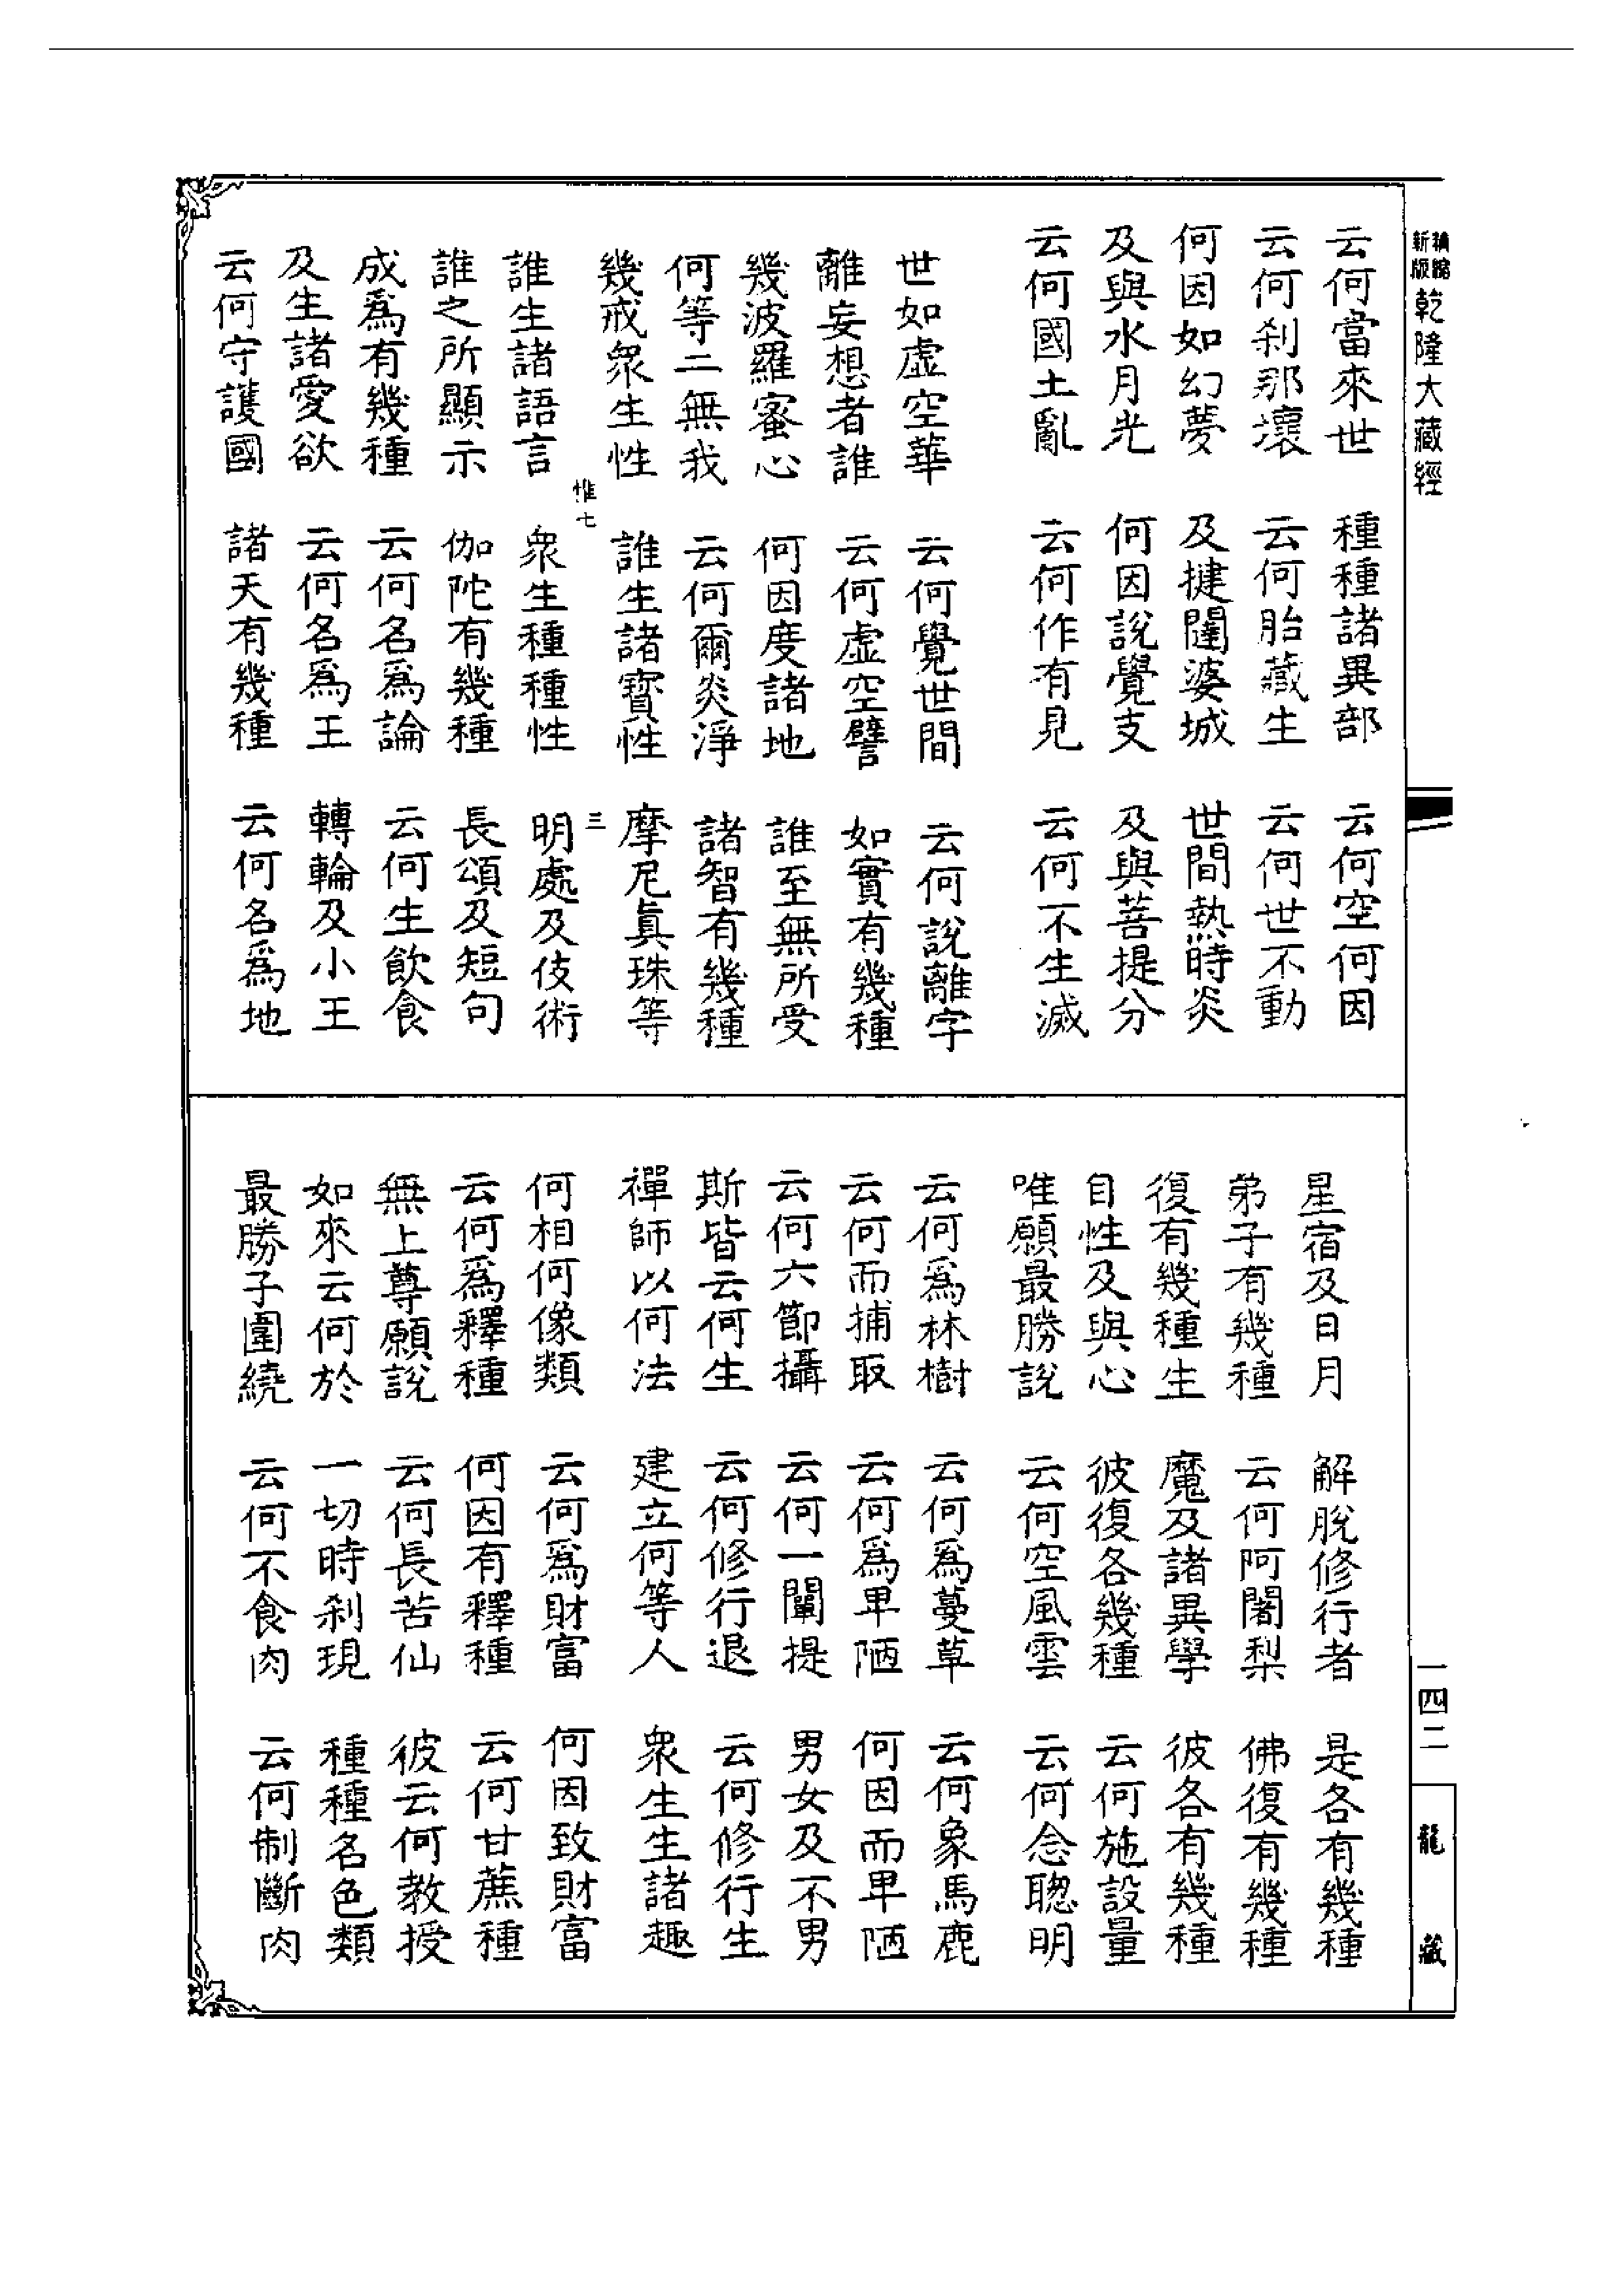 精縮新版乾隆大藏經
云何當來世 種種諸異部 云何空何因
云何刹那壞 云何胎藏生 云何世不動
何因如幻夢 及揵闥婆城 世間熱時炎
及與水月光 何因說覺支 及與菩提分
云何國土亂 云何作有見 云何不生滅
世如虛空華 云何覺世間 云何說離字
離妄想者誰 云何虛空譬 如實有幾種
幾波羅蜜心 何因度諸地 誰至無所受
何等二無我 云何爾炎淨 諸智有幾種
幾戒衆生性 誰生諸寶性 摩尼眞珠等
惟七 三
誰生諸語言 衆生種種性 明處及伎術
誰之所顯示 伽陀有幾種 長頌及短句
成爲有幾種 云何名爲論 云何生飲食
及生諸愛欲 云何名爲王 轉輪及小王
云何守護國 諸天有幾種 云何名爲地
星宿及日月 解脫修行者 是各有幾種
弟子有幾種 云何阿闍梨 佛復有幾種
復有幾種生 魔及諸異學 彼各有幾種
自性及與心 彼復各幾種 云何施設量
唯願最勝說 云何空風雲 云何念聰明
云何爲林樹 云何爲蔓草 云何象馬鹿
云何而捕取 云何爲卑陋 何因而卑陋
云何六節攝 云何一闡提 男女及不男
斯皆云何生 云何修行退 云何修行生
禪師以何法 建立何等人 衆生生諸趣
何相何像類 云何爲財富 何因致財富
云何爲釋種 何因有釋種 云何甘蔗種
無上尊願說 云何長苦仙 彼云何教授
如來云何於 一切時刹現 種種名色類
最勝子圍繞 云何不食肉 云何制斷肉
一四二
龍藏